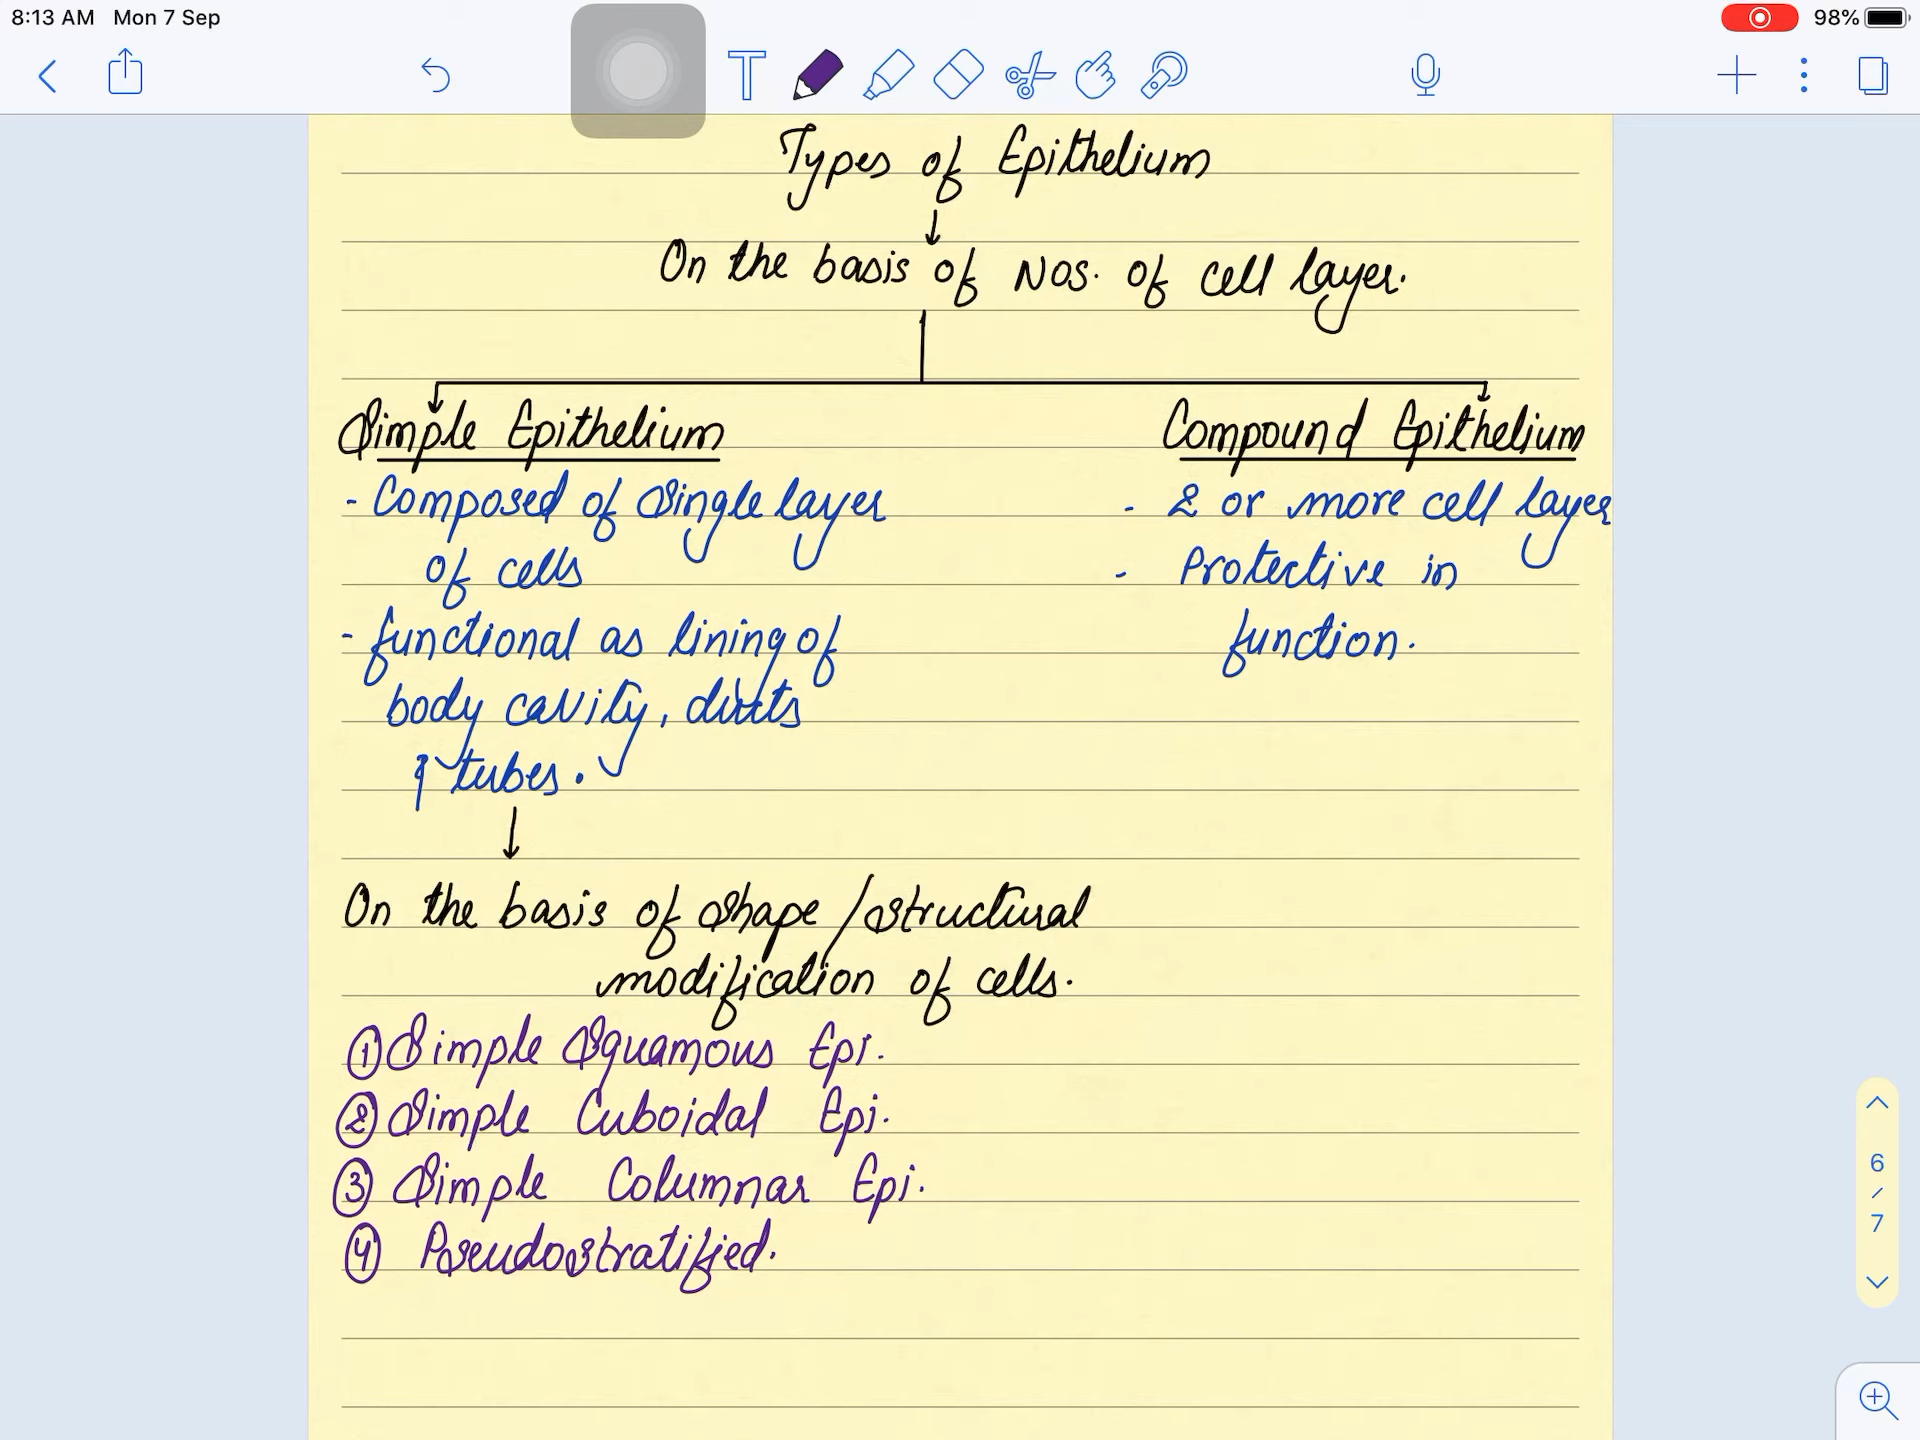 8:13 AM Mon 7 Sep
98%
T
Types of Epithelium
On the basis of Nos. of cell layer.
Simple Epithelium
- Composed of Single layer
of cells
- functional as lining of
body cavity, ducts
& tubes.
Compound Epithelium
- 2 or more cell layer
- Protective in
function.
On the basis of shape/structural
modification of cells.
① Simple Squamous Epi.
② Simple Cuboidal Epi.
③ Simple Columnar Epi.
④ Pseudostratified.
6
/
7